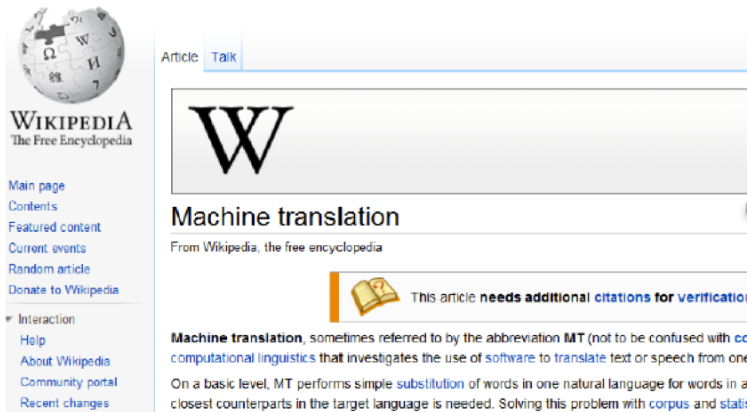 WIKIPEDIA
The Free Encyclopedia
Main page
Contents
Featured content
Current events
Random article
Donate to Wikipedia
Interaction
Help
About Wikipedia
Community portal
Recent changes
Article Talk
W
Machine translation
From Wikipedia, the free encyclopedia
This article needs additional citations for verification
Machine translation, sometimes referred to by the abbreviation MT (not to be confused with
computational linguistics that investigates the use of software to translate text or speech from one
On a basic level, MT performs simple substitution of words in one natural language for words in a
closest counterparts in the target language is needed. Solving this problem with corpus and